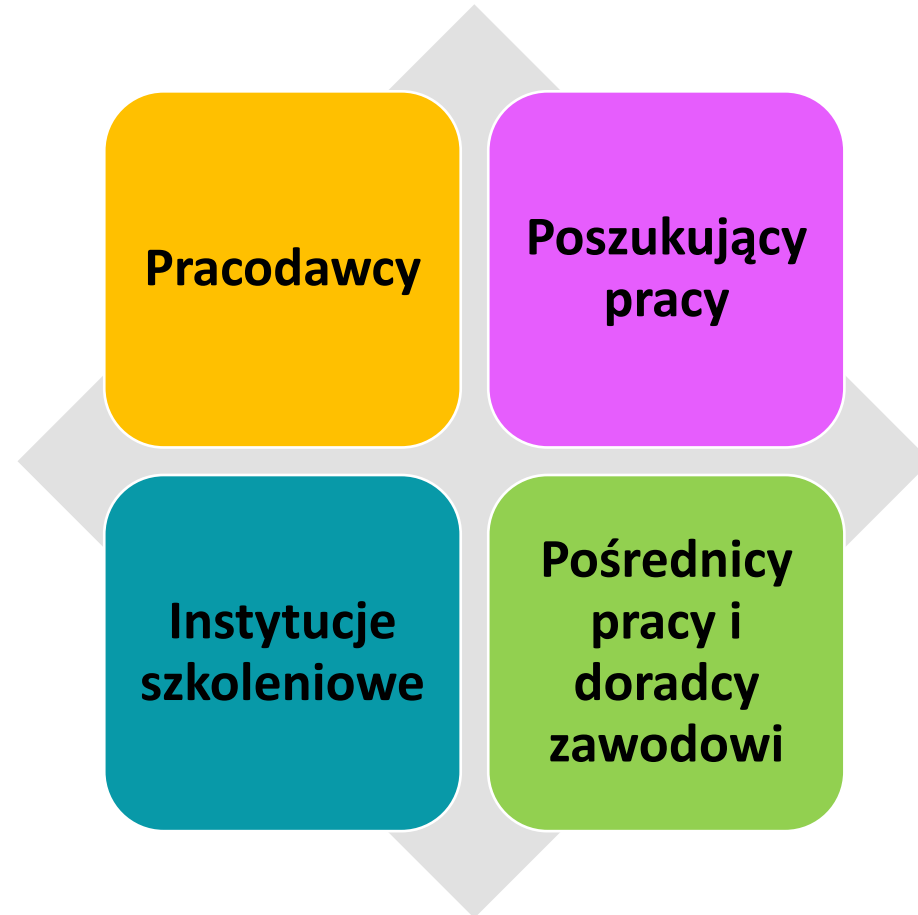 Pracodawcy
Poszukujący
pracy
Instytucje
szkoleniowe
Pośrednicy
pracy i
doradcy
zawodowi